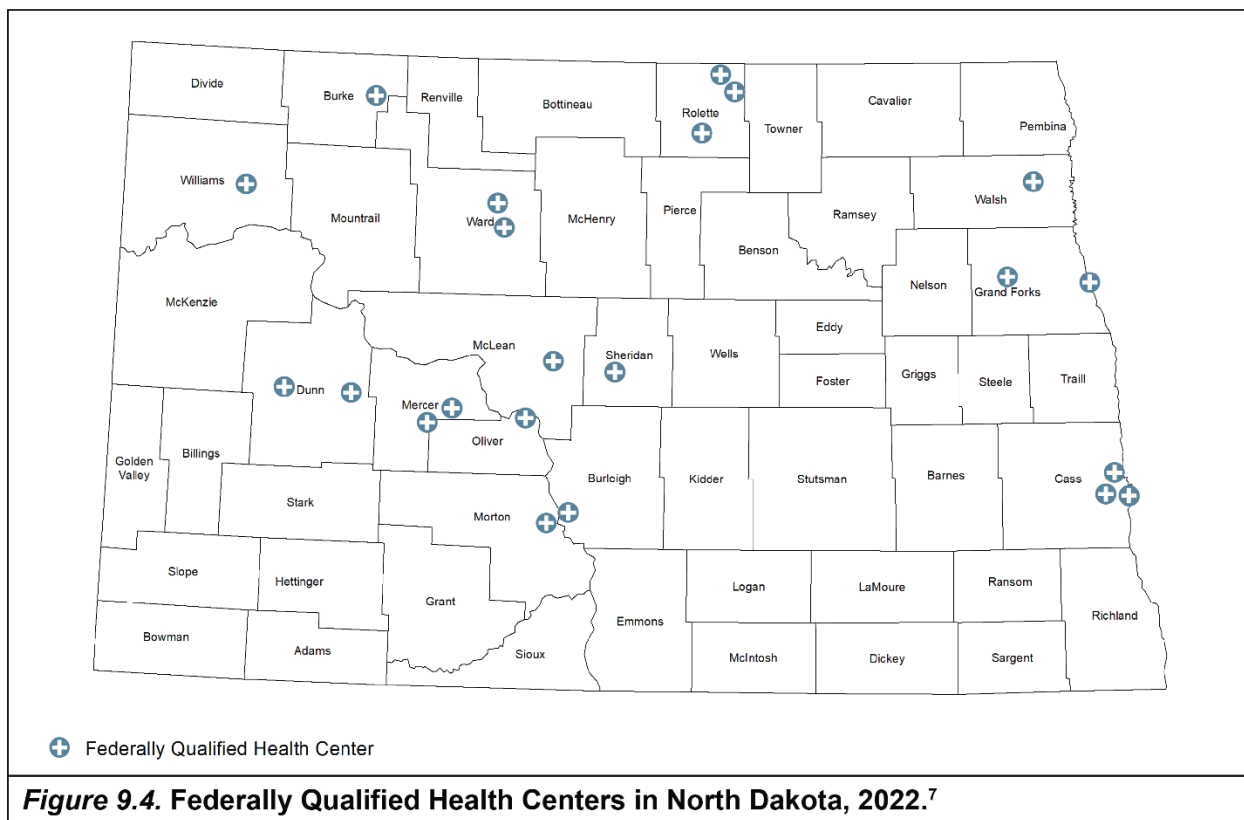 Divide
Burke
Renville
Bottineau
Rolette
Towner
Cavalier
Pembina
Williams
Mountrail
Ward
McHenry
Pierce
Benson
Ramsey
Walsh
McKenzie
Nelson
Grand Forks
McLean
Sheridan
Wells
Eddy
Foster
Griggs
Steele
Traill
Dunn
Mercer
Oliver
Golden
Valley
Billings
Stark
Morton
Burleigh
Kidder
Stutsman
Barnes
Cass
Slope
Hettinger
Grant
Sioux
Emmons
Logan
LaMoure
Ransom
Richland
Bowman
Adams
McIntosh
Dickey
Sargent
Federally Qualified Health Center
Figure 9.4. Federally Qualified Health Centers in North Dakota, 2022.⁷